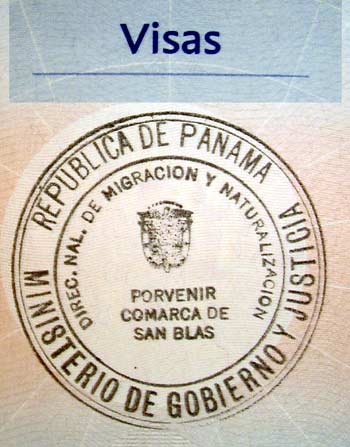 Visas
REPUBLICA DE PANAMA
MINISTERIO DE GOBIERNO Y JUSTICIA
DIREC. NAL. DE MIGRACION Y NATURALIZACION
PORVENIR
COMARCA DE
SAN BLAS